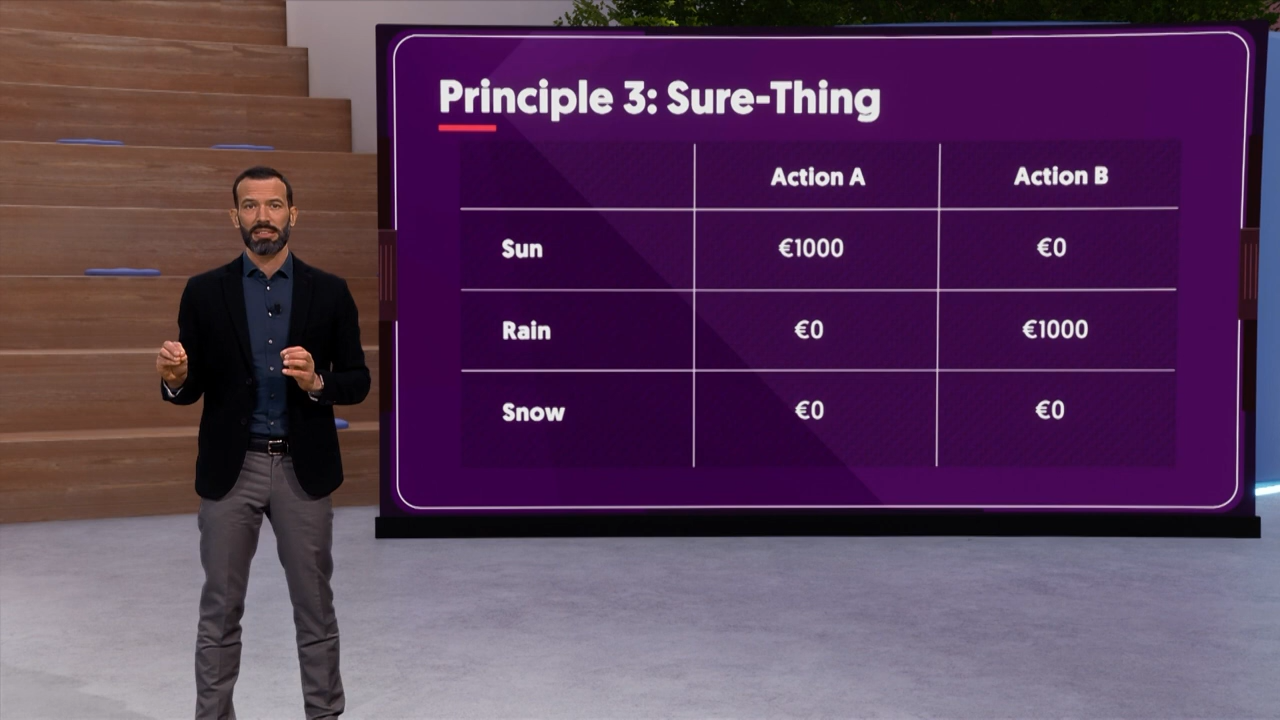 Principle 3: Sure-Thing
Action A Action B
Sun €1000 €0
Rain €0 €1000
Snow €0 €0